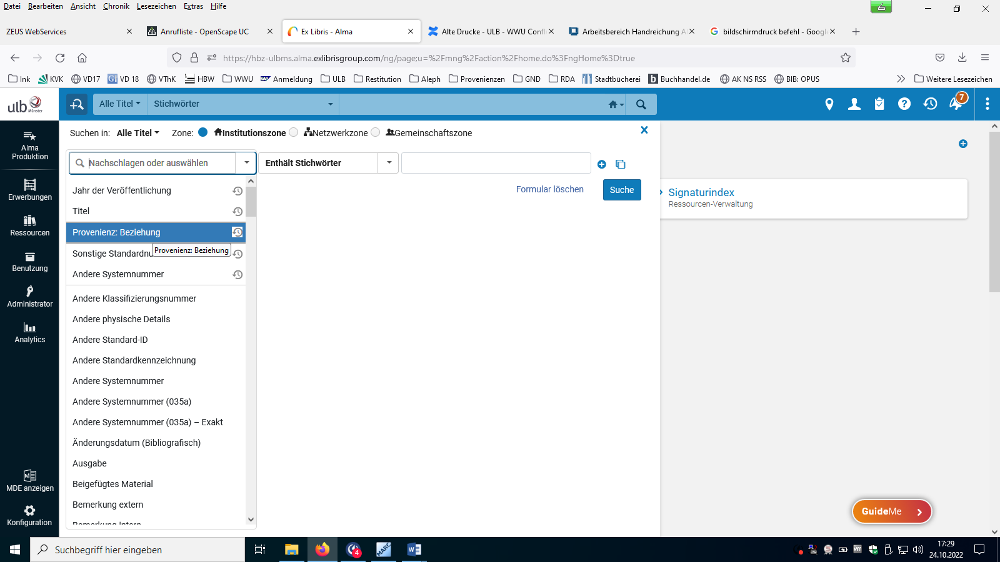 Datei Bearbeiten Ansicht Chronik Lesezeichen Extras Hilfe
ZEUS WebServices
Anrufliste - OpenScape UC
Ex Libris - Alma
Alte Drucke - ULB - WWU Confl
Arbeitsbereich Handreichung A
bildschirmdruck befehl - Google
https://hbz-ulbms.alma.exlibrisgroup.com/ng/page;u=%2Fmng%2Faction%2Fhome.do%3FngHome%3Dtrue
Ink KVK VD17 VD 18 VThK HBW WWU Anmeldung ULB Restitution Aleph Provenienzen GND RDA Stadtbücherei Buchhandel.de AK NS RSS BIB: OPUS Weitere Lesezeichen
ulb Münster
Alle Titel Stichwörter
7
Suchen in: Alle Titel Zone: Institutionszone Netzwerkzone Gemeinschaftszone
Alma Produktion
Erwerbungen
Ressourcen
Benutzung
Administrator
Analytics
MDE anzeigen
Konfiguration
Nachschlagen oder auswählen
Enthält Stichwörter
Formular löschen Suche
Jahr der Veröffentlichung
Titel
Provenienz: Beziehung
Provenienz: Beziehung
Sonstige Standardnu
Andere Systemnummer
Andere Klassifizierungsnummer
Andere physische Details
Andere Standard-ID
Andere Standardkennzeichnung
Andere Systemnummer
Andere Systemnummer (035a)
Andere Systemnummer (035a) – Exakt
Änderungsdatum (Bibliografisch)
Ausgabe
Beigefügtes Material
Bemerkung extern
Bemerkung intern
Signaturindex
Ressourcen-Verwaltung
GuideMe
Suchbegriff hier eingeben
4
MARC
17:29
24.10.2022